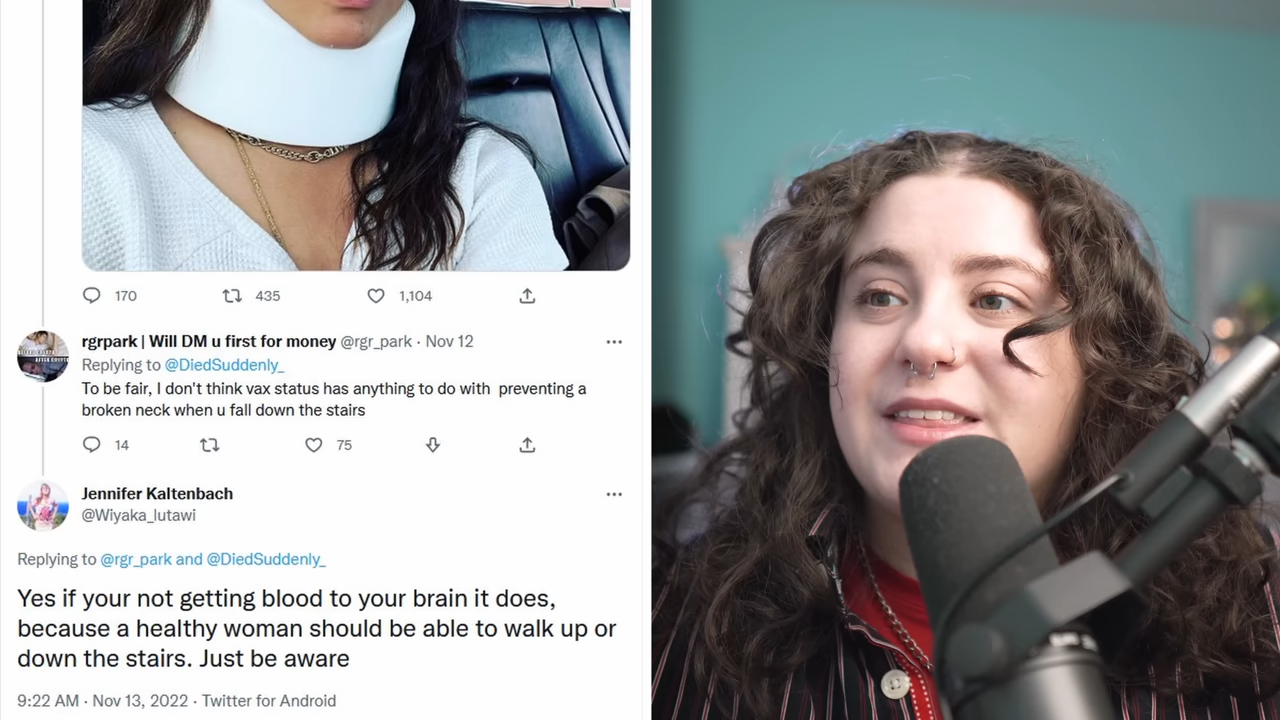 170 435 1,104
rgrpark | Will DM u first for money @rgr_park · Nov 12
Replying to @DiedSuddenly_
To be fair, I don't think vax status has anything to do with preventing a
broken neck when u fall down the stairs
14 75
Jennifer Kaltenbach
@Wiyaka_lutawi
Replying to @rgr_park and @DiedSuddenly_
Yes if your not getting blood to your brain it does,
because a healthy woman should be able to walk up or
down the stairs. Just be aware
9:22 AM · Nov 13, 2022 · Twitter for Android